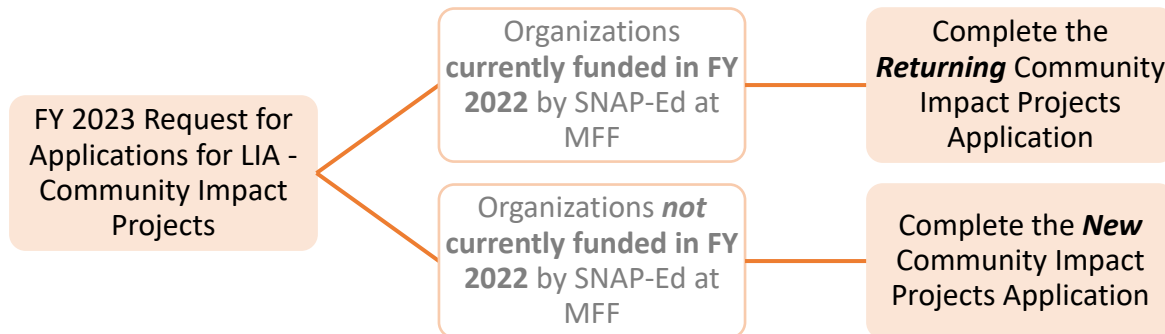 FY 2023 Request for
Applications for LIA -
Community Impact
Projects
Organizations
currently funded in FY
2022 by SNAP-Ed at
MFF
Complete the
Returning Community
Impact Projects
Application
Organizations not
currently funded in FY
2022 by SNAP-Ed at
MFF
Complete the New
Community Impact
Projects Application